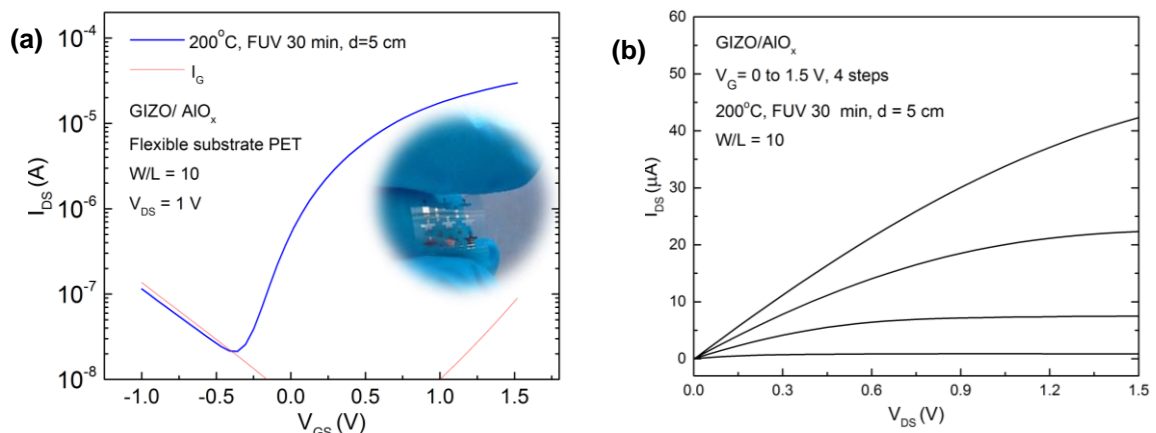 (a)
10⁻⁴
10⁻⁵
10⁻⁶
10⁻⁷
10⁻⁸
I_DS (A)
200°C, FUV 30 min, d=5 cm
I_G
GIZO/ AlO_x
Flexible substrate PET
W/L = 10
V_DS = 1 V
-1.0 -0.5 0.0 0.5 1.0 1.5
V_GS (V)
(b)
60
50
40
30
20
10
0
I_DS (μA)
GIZO/AlO_x
V_G= 0 to 1.5 V, 4 steps
200°C, FUV 30 min, d = 5 cm
W/L = 10
0.0 0.3 0.6 0.9 1.2 1.5
V_DS (V)